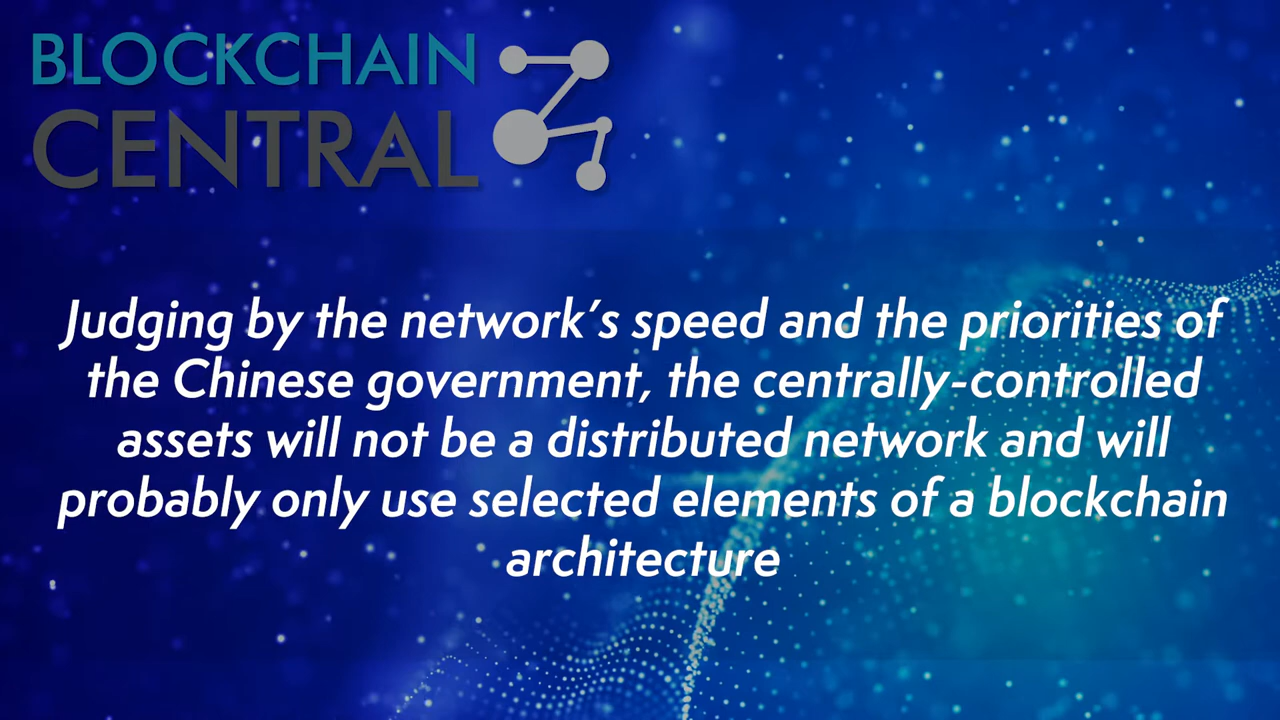 BLOCKCHAIN
CENTRAL
Judging by the network's speed and the priorities of
the Chinese government, the centrally-controlled
assets will not be a distributed network and will
probably only use selected elements of a blockchain
architecture